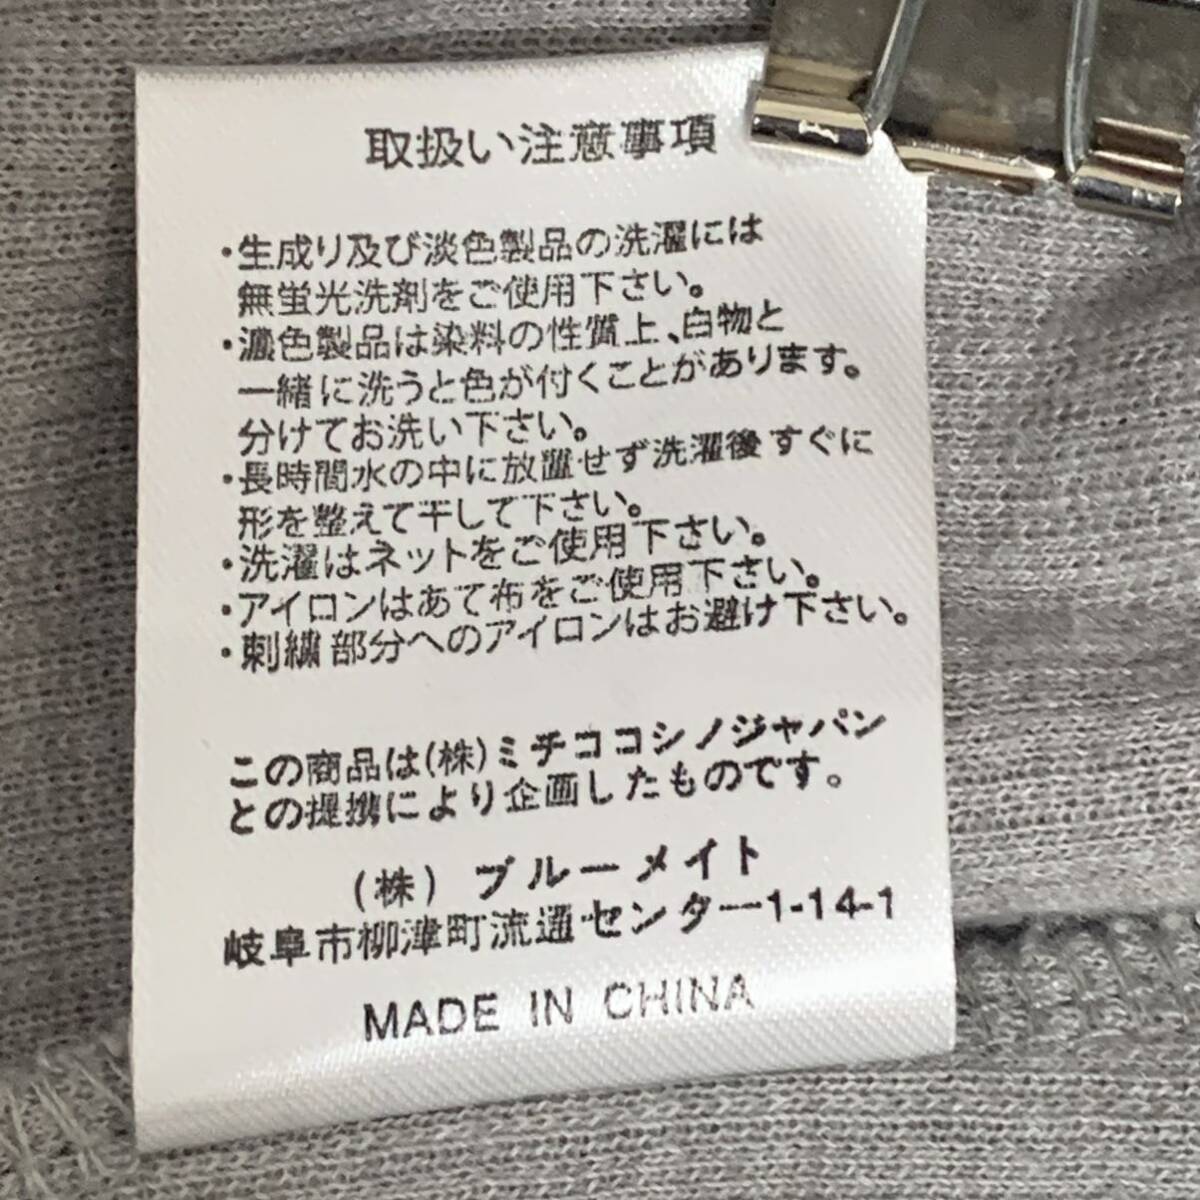 取扱い注意事項
・生成り及び淡色製品の洗濯には
無蛍光洗剤をご使用下さい。
・濃色製品は染料の性質上、白物と
一緒に洗うと色が付くことがあります。
分けてお洗い下さい。
・長時間水の中に放置せず洗濯後すぐに
形を整えて干して下さい。
・洗濯はネットをご使用下さい。
・アイロンはあて布をご使用下さい。
・刺繍部分へのアイロンはお避け下さい。
この商品は(株)ミチココシノジャパン
との提携により企画したものです。
(株) ブルーメイト
岐阜市柳津町流通センター1-14-1
MADE IN CHINA